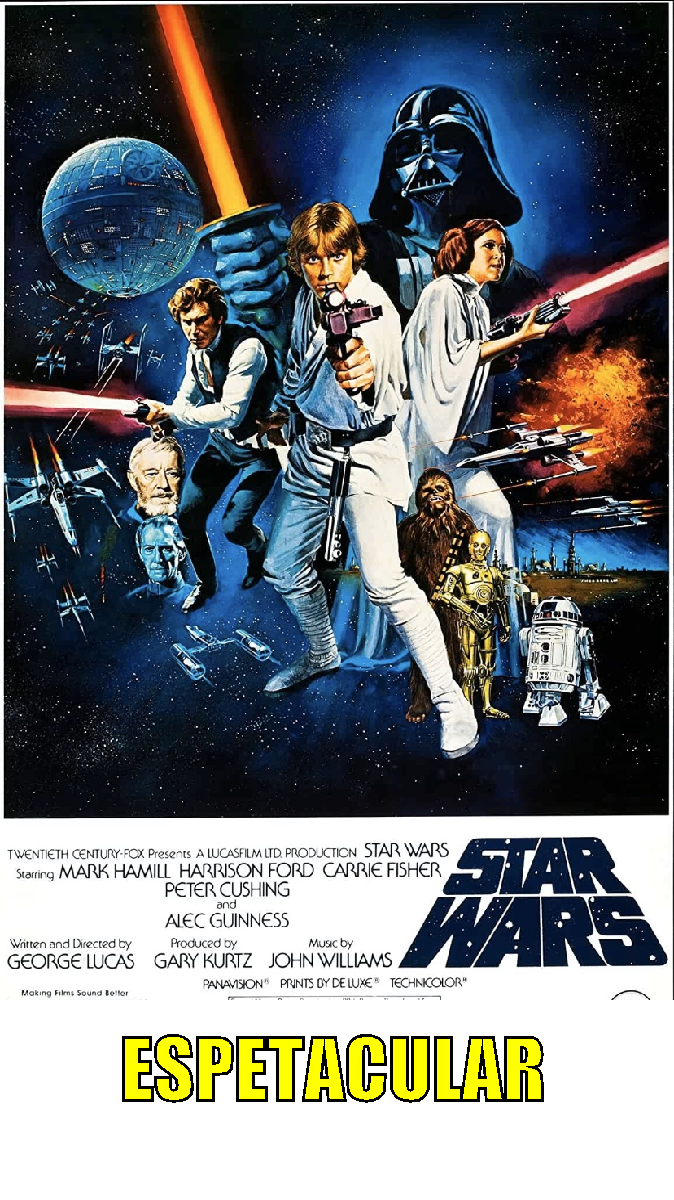 TWENTIETH CENTURY-FOX Presents A LUCASFILM LTD. PRODUCTION STAR WARS
Starring MARK HAMILL HARRISON FORD CARRIE FISHER
PETER CUSHING
and
ALEC GUINNESS
STAR
WARS
Written and Directed by GEORGE LUCAS
Produced by GARY KURTZ
Music by JOHN WILLIAMS
PANAVISION® PRINTS BY DE LUXE® TECHNICOLOR®
Making Films Sound Better
ESPETACULAR